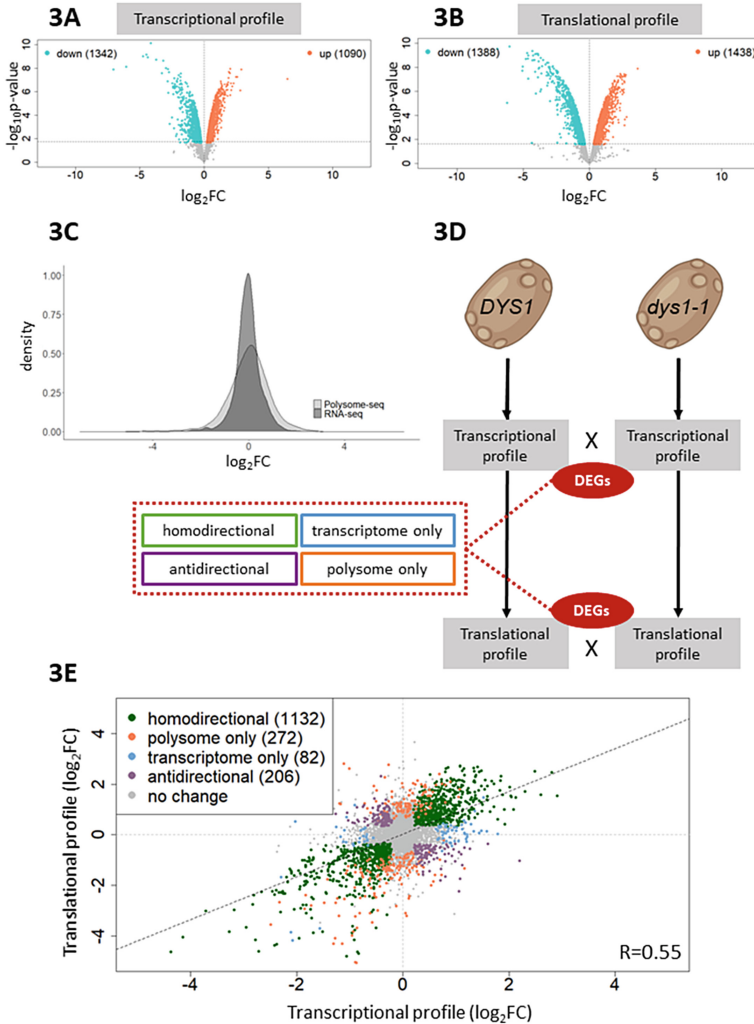 3A
Transcriptional profile
down (1342)
up (1090)
-log10p-value
10
8
6
4
2
0
-10
-5
0
5
10
log2FC
3B
Translational profile
down (1388)
up (1438)
-log10p-value
10
8
6
4
2
0
-10
-5
0
5
10
log2FC
3C
density
1.00
0.75
0.50
0.25
0.00
Polysome-seq
RNA-seq
-4
0
4
log2FC
3D
DYS1
dys1-1
Transcriptional
profile
X
Transcriptional
profile
DEGs
homodirectional
transcriptome only
antidirectional
polysome only
DEGs
Translational
profile
X
Translational
profile
3E
homodirectional (1132)
polysome only (272)
transcriptome only (82)
antidirectional (206)
no change
Translational profile (log2FC)
4
2
0
-2
-4
R=0.55
-4
-2
0
2
4
Transcriptional profile (log2FC)